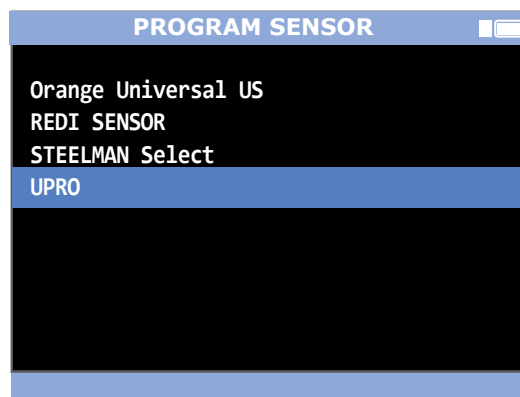 PROGRAM SENSOR
Orange Universal US
REDI SENSOR
STEELMAN Select
UPRO